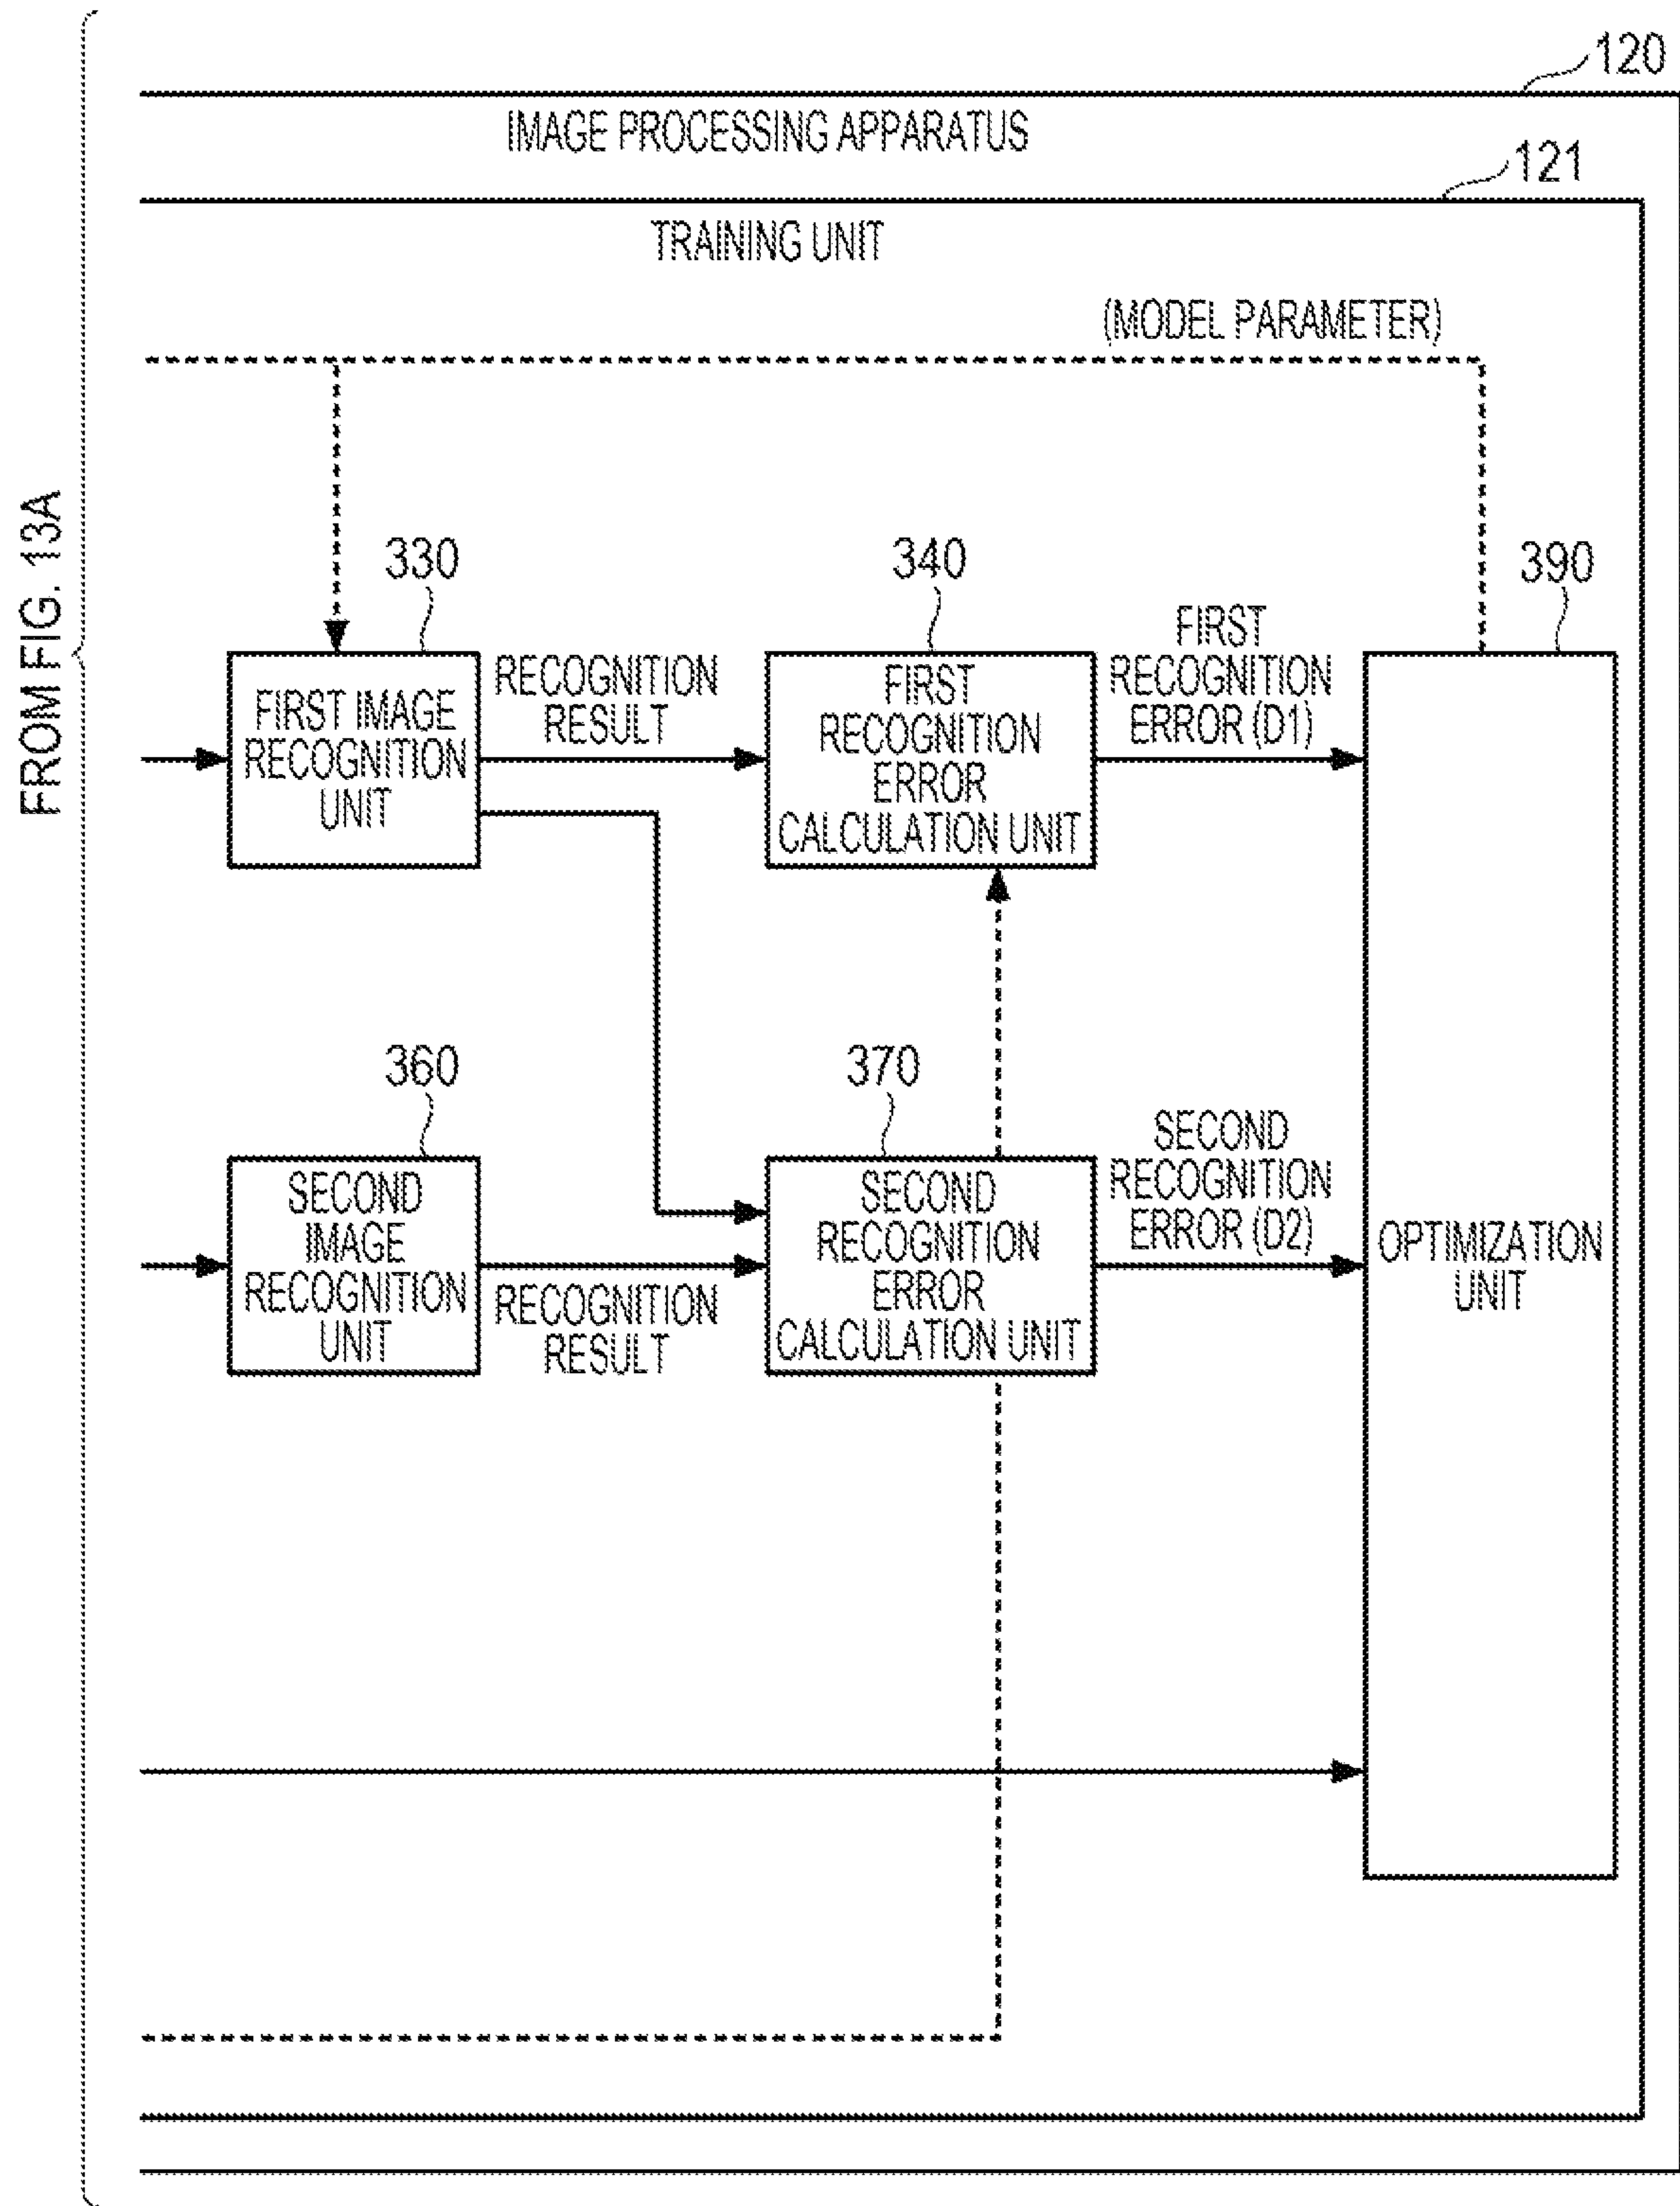 120
IMAGE PROCESSING APPARATUS
121
TRAINING UNIT
(MODEL PARAMETER)
FROM FIG. 13A
330
340
390
FIRST IMAGE
RECOGNITION
UNIT
RECOGNITION
RESULT
FIRST
RECOGNITION
ERROR
CALCULATION UNIT
FIRST
RECOGNITION
ERROR (D1)
360
370
SECOND
IMAGE
RECOGNITION
UNIT
RECOGNITION
RESULT
SECOND
RECOGNITION
ERROR
CALCULATION UNIT
SECOND
RECOGNITION
ERROR (D2)
OPTIMIZATION
UNIT